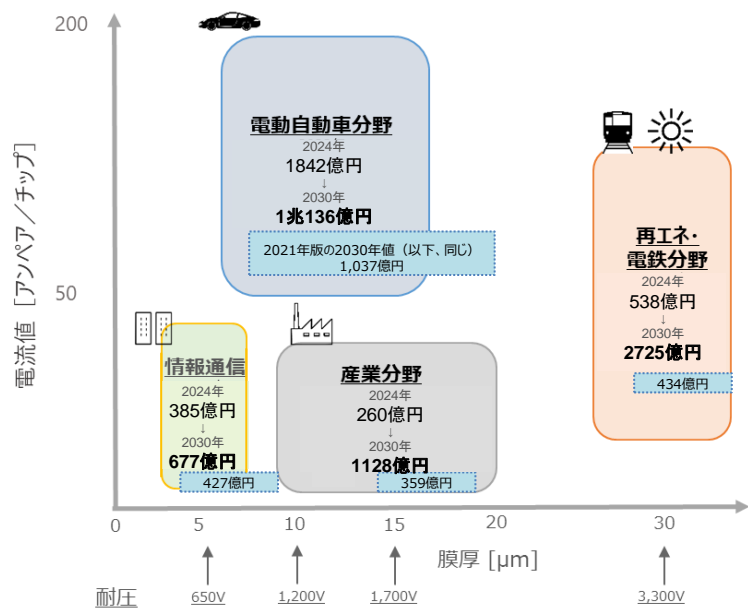 200
電流値 [アンペア／チップ]
50
電動自動車分野
2024年
1842億円
↓
2030年
1兆136億円
2021年版の2030年値（以下、同じ）
1,037億円
再エネ・
電鉄分野
2024年
538億円
↓
2030年
2725億円
434億円
情報通信
2024年
385億円
↓
2030年
677億円
427億円
産業分野
2024年
260億円
↓
2030年
1128億円
359億円
0 5 10 15 20 30
膜厚 [μm]
耐圧 650V 1,200V 1,700V 3,300V